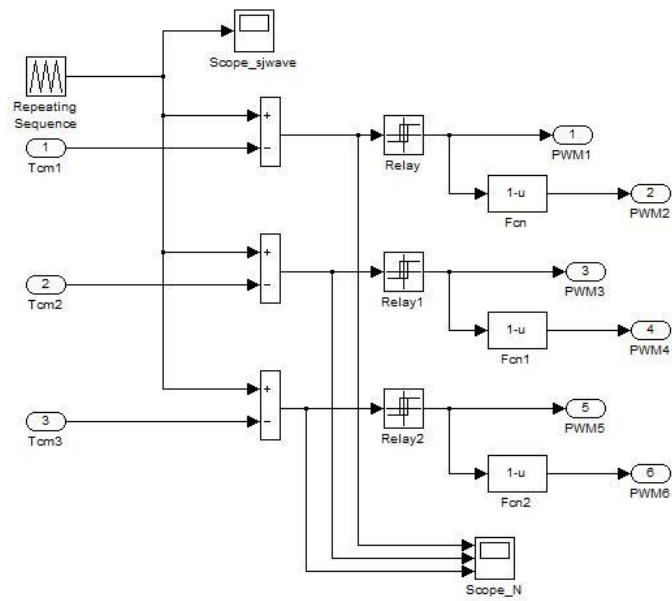 Scope_sjwave
Repeating
Sequence
+
−
1
Tcm1
Relay
1
PWM1
1-u
Fcn
2
PWM2
+
−
2
Tcm2
Relay1
3
PWM3
1-u
Fcn1
4
PWM4
+
−
3
Tcm3
Relay2
5
PWM5
1-u
Fcn2
6
PWM6
Scope_N